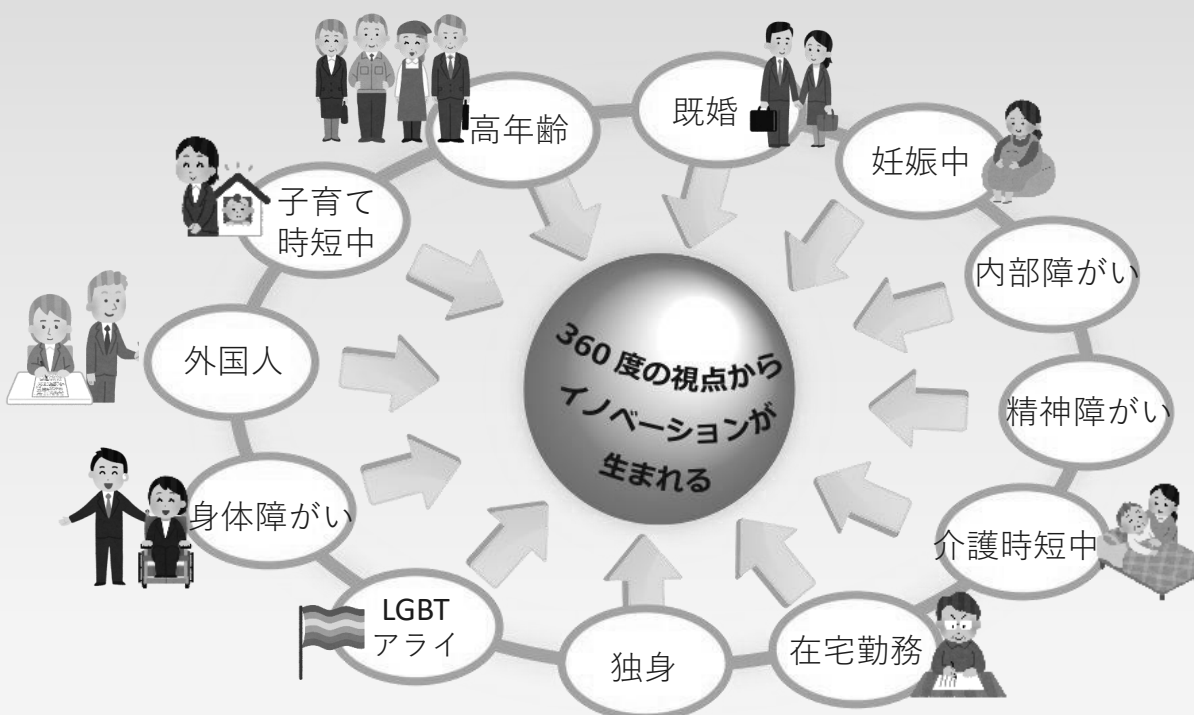 高年齢
既婚
妊娠中
内部障がい
精神障がい
介護時短中
在宅勤務
独身
LGBT
アライ
身体障がい
外国人
子育て
時短中
360度の視点から
イノベーションが
生まれる